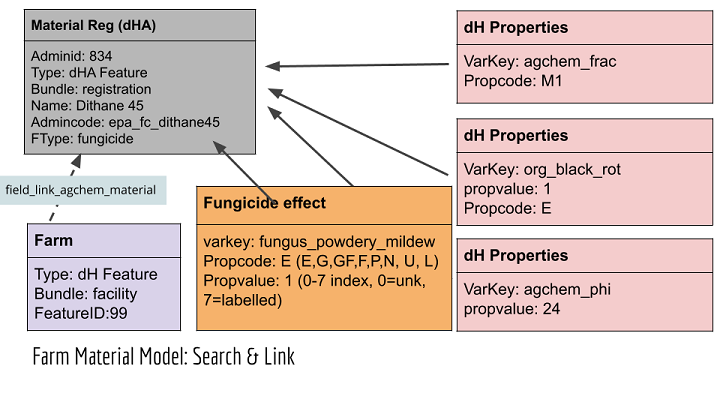 Material Reg (dHA)
Adminid: 834
Type: dHA Feature
Bundle: registration
Name: Dithane 45
Admincode: epa_fc_dithane45
FType: fungicide
field_link_agchem_material
Farm
Type: dH Feature
Bundle: facility
FeatureID:99
Fungicide effect
varkey: fungus_powdery_mildew
Propcode: E (E,G,GF,F,P,N, U, L)
Propvalue: 1 (0-7 index, 0=unk,
7=labelled)
dH Properties
VarKey: agchem_frac
Propcode: M1
dH Properties
VarKey: org_black_rot
propvalue: 1
Propcode: E
dH Properties
VarKey: agchem_phi
propvalue: 24
Farm Material Model: Search & Link